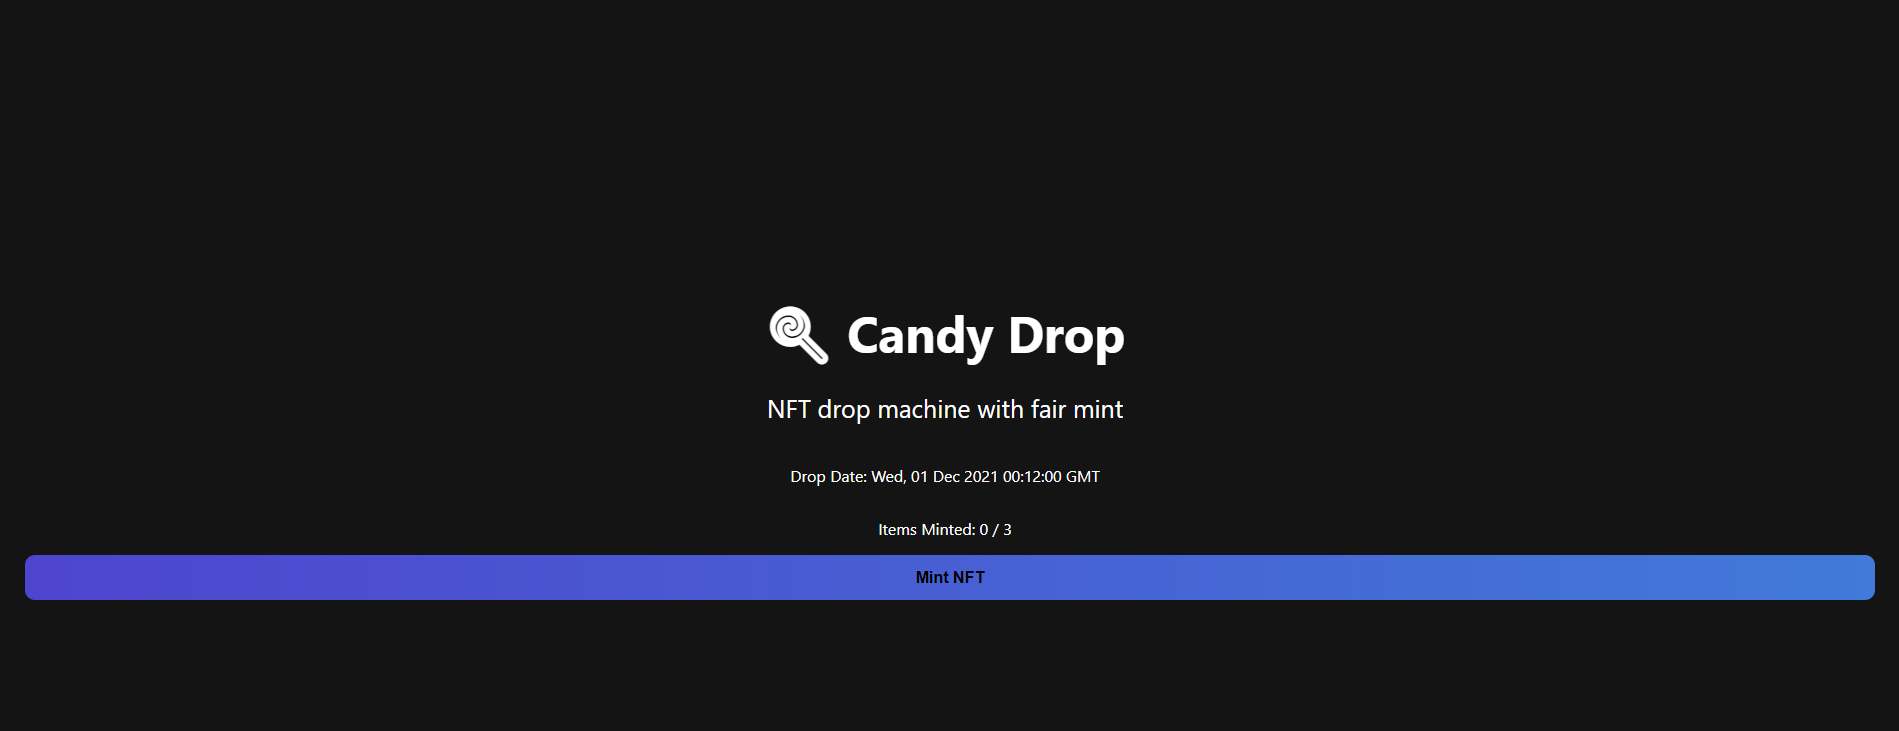 Candy Drop
NFT drop machine with fair mint
Drop Date: Wed, 01 Dec 2021 00:12:00 GMT
Items Minted: 0 / 3
Mint NFT